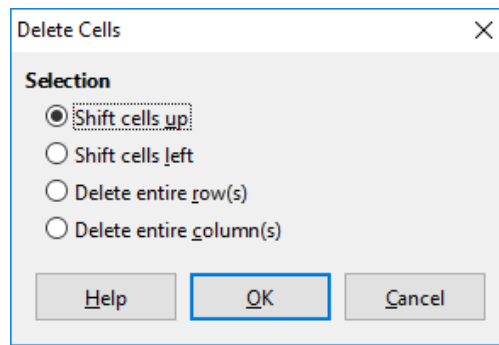 Delete Cells
Selection
Shift cells up
Shift cells left
Delete entire row(s)
Delete entire column(s)
Help OK Cancel